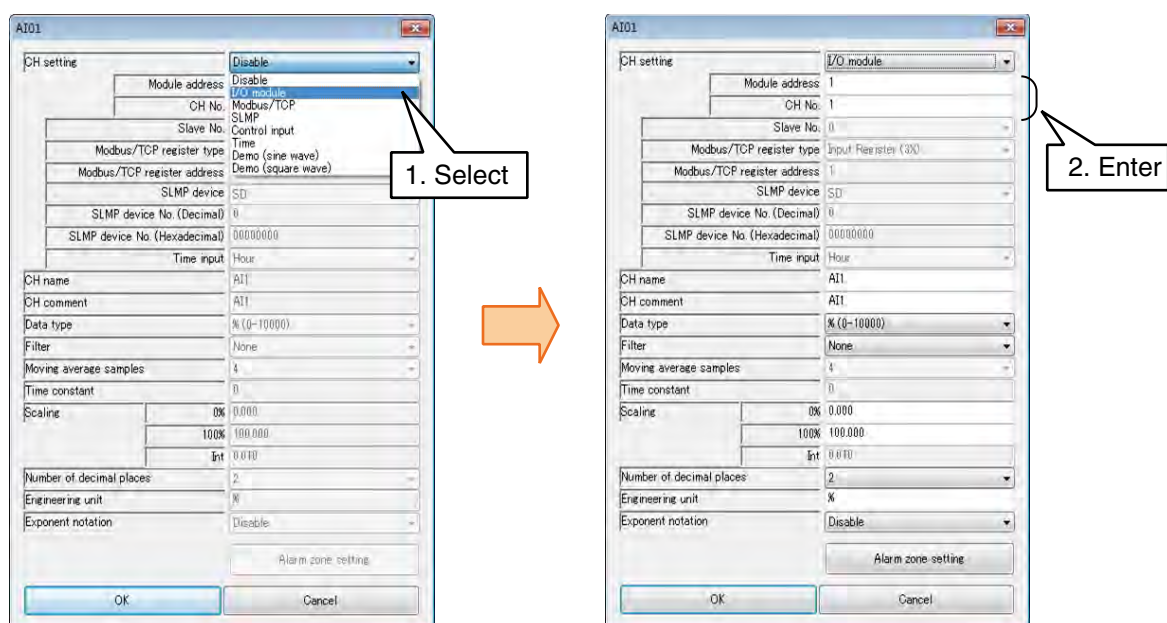 AI01
CH setting Disable
Disable
Module address
I/O module
CH No. Modbus/TCP
SLMP
Slave No. Control input
Time
Modbus/TCP register type Demo (sine wave)
Modbus/TCP register address Demo (square wave)
1. Select
SLMP device SD
SLMP device No. (Decimal) 0
SLMP device No. (Hexadecimal) 00000000
Time input Hour
CH name AI1
CH comment AI1
Data type % (0-10000)
Filter None
Moving average samples 4
Time constant 0
Scaling 0% 0.000
100% 100.000
Int 0.010
Number of decimal places 2
Engineering unit %
Exponent notation Disable
Alarm zone setting
OK Cancel
AI01
CH setting I/O module
Module address 1
CH No. 1
Slave No. 0
Modbus/TCP register type Input Register (3X)
Modbus/TCP register address 1
2. Enter
SLMP device SD
SLMP device No. (Decimal) 0
SLMP device No. (Hexadecimal) 00000000
Time input Hour
CH name AI1
CH comment AI1
Data type % (0-10000)
Filter None
Moving average samples 4
Time constant 0
Scaling 0% 0.000
100% 100.000
Int 0.010
Number of decimal places 2
Engineering unit %
Exponent notation Disable
Alarm zone setting
OK Cancel